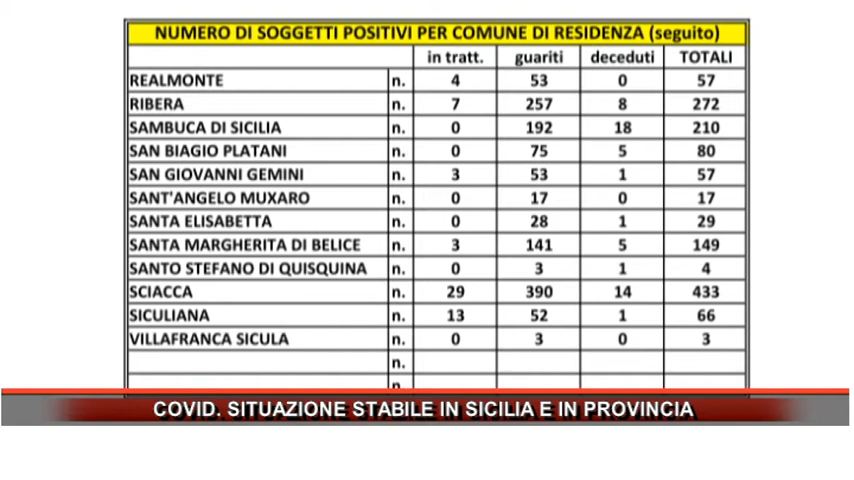 NUMERO DI SOGGETTI POSITIVI PER COMUNE DI RESIDENZA (seguito)
in tratt. guariti deceduti TOTALI
REALMONTE n. 4 53 0 57
RIBERA n. 7 257 8 272
SAMBUCA DI SICILIA n. 0 192 18 210
SAN BIAGIO PLATANI n. 0 75 5 80
SAN GIOVANNI GEMINI n. 3 53 1 57
SANT'ANGELO MUXARO n. 0 17 0 17
SANTA ELISABETTA n. 0 28 1 29
SANTA MARGHERITA DI BELICE n. 3 141 5 149
SANTO STEFANO DI QUISQUINA n. 0 3 1 4
SCIACCA n. 29 390 14 433
SICULIANA n. 13 52 1 66
VILLAFRANCA SICULA n. 0 3 0 3
n.
n.
COVID. SITUAZIONE STABILE IN SICILIA E IN PROVINCIA